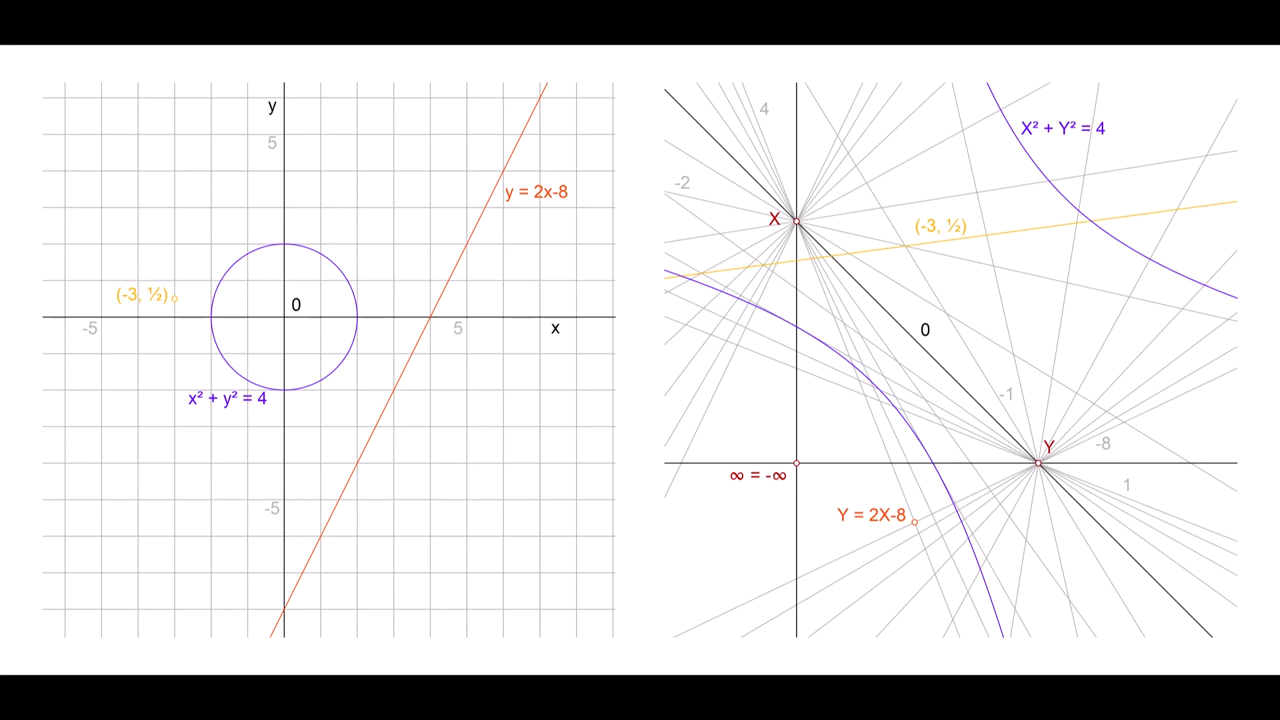 y
5
y = 2x-8
(-3, ½)
0
-5
5
x
x² + y² = 4
-5
4
X² + Y² = 4
-2
X
(-3, ½)
0
-1
Y
-8
∞ = -∞
1
Y = 2X-8